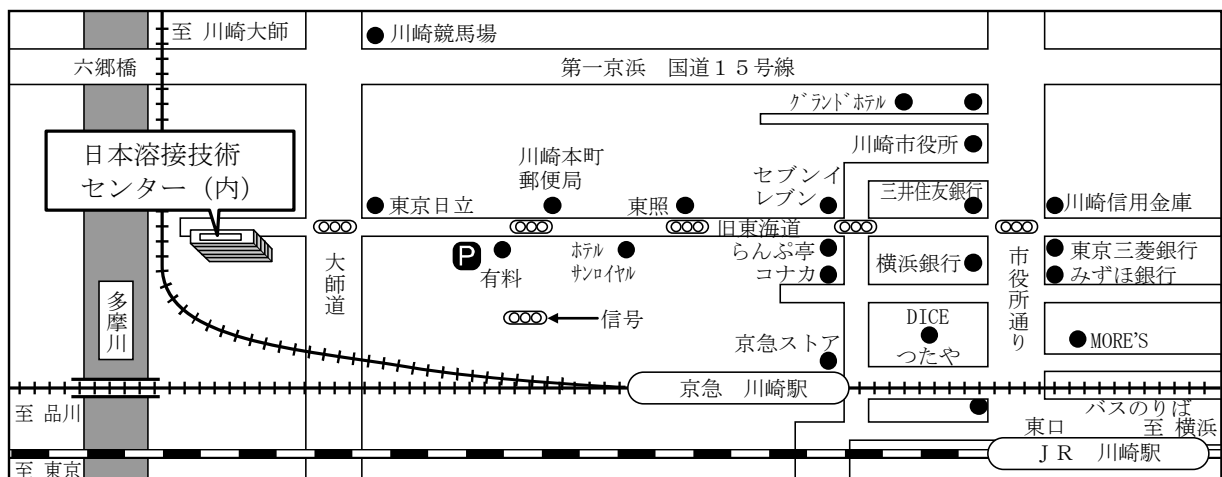 至 川崎大師
川崎競馬場
六郷橋
第一京浜 国道１５号線
ｸﾞﾗﾝﾄﾞﾎﾃﾙ
日本溶接技術
センター（内）
川崎市役所
川崎本町
郵便局
セブンイ
レブン
三井住友銀行
東京日立
東照
川崎信用金庫
旧東海道
らんぷ亭
コナカ
横浜銀行
東京三菱銀行
みずほ銀行
P
有料
ﾎﾃﾙ
ｻﾝﾛｲﾔﾙ
大師道
市役所通り
多摩川
信号
DICE
つたや
京急ストア
MORE'S
京急 川崎駅
バスのりば
至 品川
東口
至 横浜
ＪＲ 川崎駅
至 東京